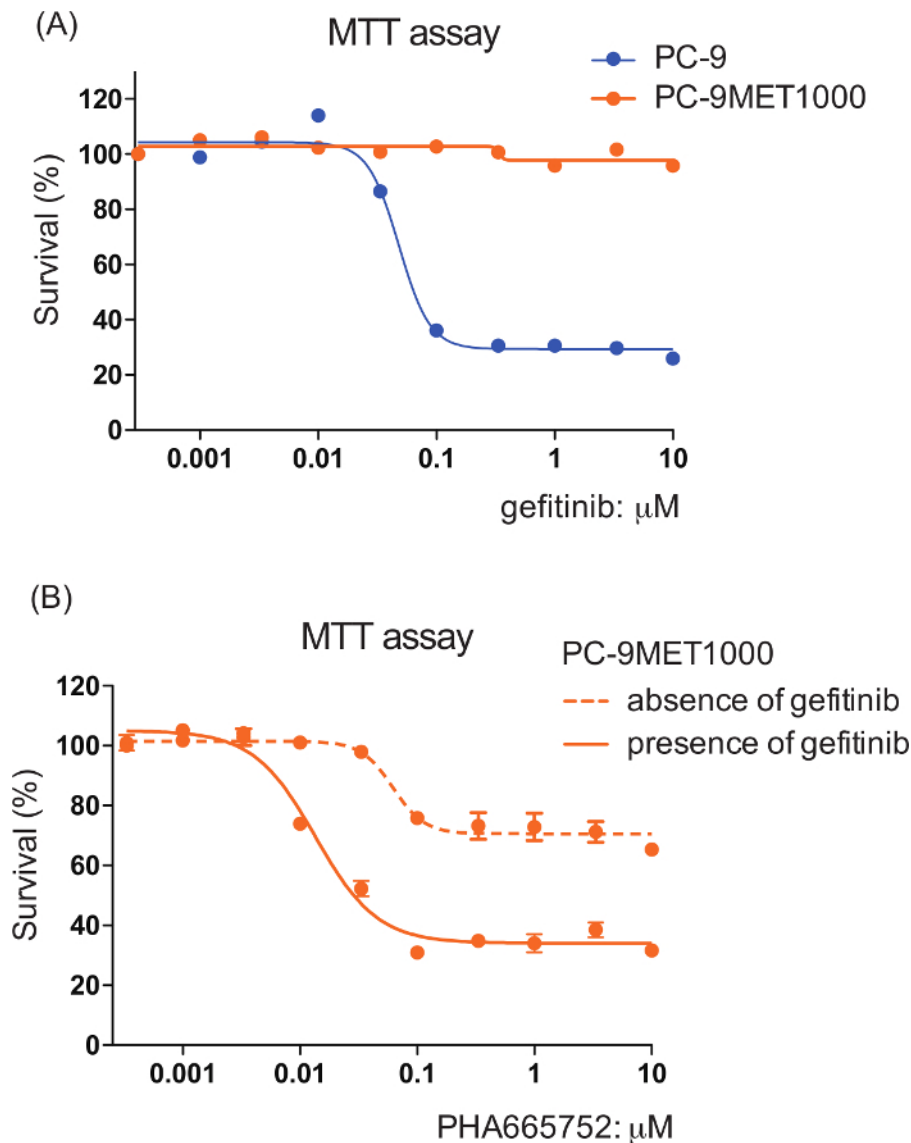 (A)
MTT assay
PC-9
PC-9MET1000
Survival (%)
120
100
80
60
40
20
0
0.001 0.01 0.1 1 10
gefitinib: μM
(B)
MTT assay
PC-9MET1000
absence of gefitinib
presence of gefitinib
Survival (%)
120
100
80
60
40
20
0
0.001 0.01 0.1 1 10
PHA665752: μM